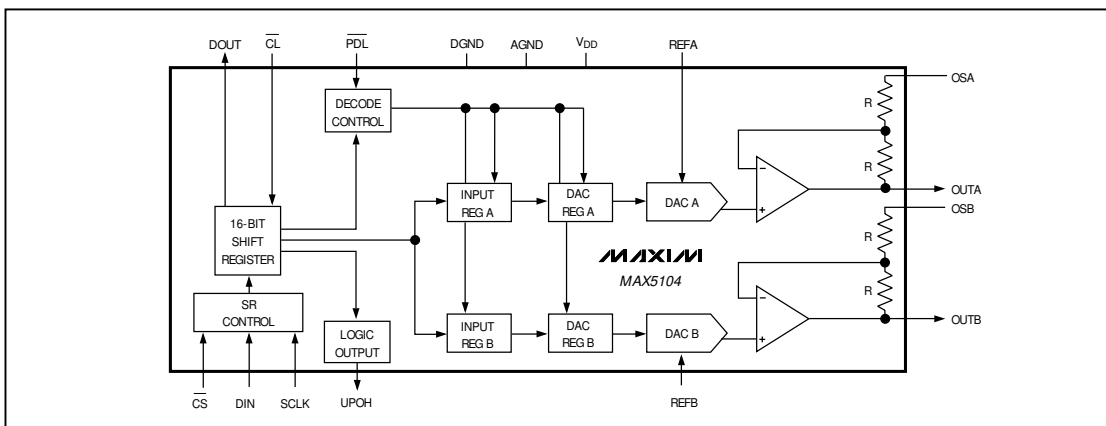 DOUT
CL
PDL
DGND
AGND
VDD
REFA
OSA
DECODE
CONTROL
R
R
INPUT
REG A
DAC
REG A
DAC A
−
+
OUTA
OSB
16-BIT
SHIFT
REGISTER
MAXIM
MAX5104
R
R
SR
CONTROL
LOGIC
OUTPUT
INPUT
REG B
DAC
REG B
DAC B
−
+
OUTB
CS
DIN
SCLK
UPOH
REFB